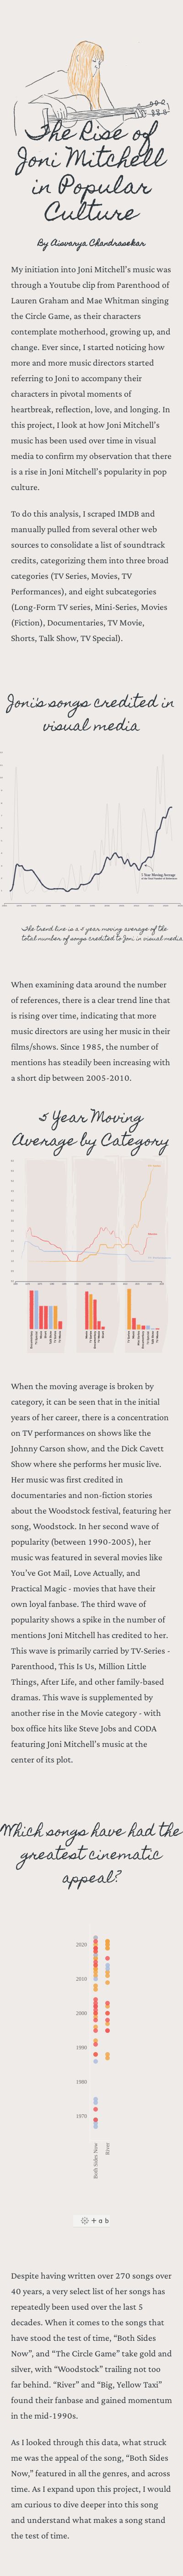 The Rise of
Joni Mitchell
in Popular
Culture
By Aiswarya Chandrasekar
My initiation into Joni Mitchell's music was
through a Youtube clip from Parenthood of
Lauren Graham and Mae Whitman singing
the Circle Game, as their characters
contemplate motherhood, growing up, and
change. Ever since, I started noticing how
more and more music directors started
referring to Joni to accompany their
characters in pivotal moments of
heartbreak, reflection, love, and longing. In
this project, I look at how Joni Mitchell's
music has been used over time in visual
media to confirm my observation that there
is a rise in Joni Mitchell's popularity in pop
culture.
To do this analysis, I scraped IMDB and
manually pulled from several other web
sources to consolidate a list of soundtrack
credits, categorizing them into three broad
categories (TV Series, Movies, TV
Performances), and eight subcategories
(Long-Form TV series, Mini-Series, Movies
(Fiction), Documentaries, TV Movie,
Shorts, Talk Show, TV Special).
Joni's songs credited in
visual media
5 Year Moving Average
The trend line is a 5 year moving average of the
total number of songs credited to Joni in visual media
When examining data around the number
of references, there is a clear trend line that
is rising over time, indicating that more
music directors are using her music in their
films/shows. Since 1985, the number of
mentions has steadily been increasing with
a short dip between 2005-2010.
5 Year Moving
Average by Category
When the moving average is broken by
category, it can be seen that in the initial
years of her career, there is a concentration
on TV performances on shows like the
Johnny Carson show, and the Dick Cavett
Show where she performs her music live.
Her music was first credited in
documentaries and non-fiction stories
about the Woodstock festival, featuring her
song, Woodstock. In her second wave of
popularity (between 1990-2005), her
music was featured in several movies like
You've Got Mail, Love Actually, and
Practical Magic - movies that have their
own loyal fanbase. The third wave of
popularity shows a spike in the number of
mentions Joni Mitchell has credited to her.
This wave is primarily carried by TV-Series -
Parenthood, This Is Us, Million Little
Things, After Life, and other family-based
dramas. This wave is supplemented by
another rise in the Movie category - with
box office hits like Steve Jobs and CODA
featuring Joni Mitchell's music at the
center of its plot.
Which songs have had the
greatest cinematic
appeal?
2020
2010
2000
1990
1980
1970
Both Sides Now
River
+ a b
Despite having written over 270 songs over
40 years, a very select list of her songs has
repeatedly been used over the last 5
decades. When it comes to the songs that
have stood the test of time, "Both Sides
Now", and "The Circle Game" take gold and
silver, with "Woodstock" trailing not too
far behind. "River" and "Big, Yellow Taxi"
found their fanbase and gained momentum
in the mid-1990s.
As I looked through this data, what struck
me was the appeal of the song, "Both Sides
Now," featured in all the genres, and across
time. As I expand upon this project, I would
am curious to dive deeper into this song
and understand what makes a song stand
the test of time.